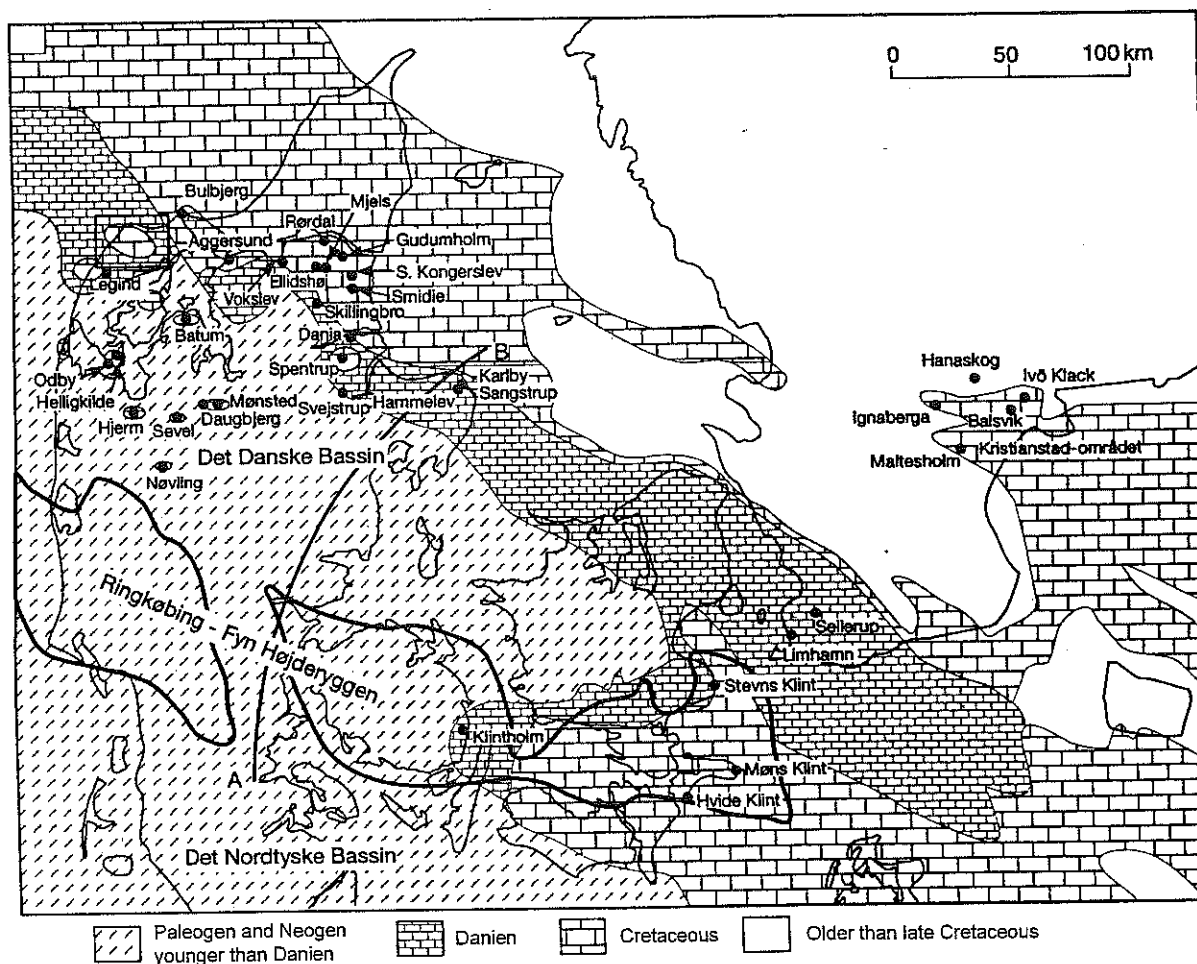 0 50 100 km
Bulbjerg
Mjels
Rørdal
Aggersund
Gudumholm
Legind
Ellidshøj
S. Kongerslev
Vokslev
Smidie
Skillingbro
Batum
Dania
B
Spentrup
Karlby
Sangstrup
Odby
Helligkilde
Mønsted
Svejstrup
Hammelev
Daugbjerg
Hjerm
Sevel
Hanaskog
Ivö Klack
Ignaberga
Balsvik
Kristianstad-området
Maltesholm
Det Danske Bassin
Nøvling
Ringkøbing - Fyn Højderyggen
Sellerup
Limhamn
Stevns Klint
Klintholm
Møns Klint
A
Hvide Klint
Det Nordtyske Bassin
Paleogen and Neogen
younger than Danien
Danien
Cretaceous
Older than late Cretaceous